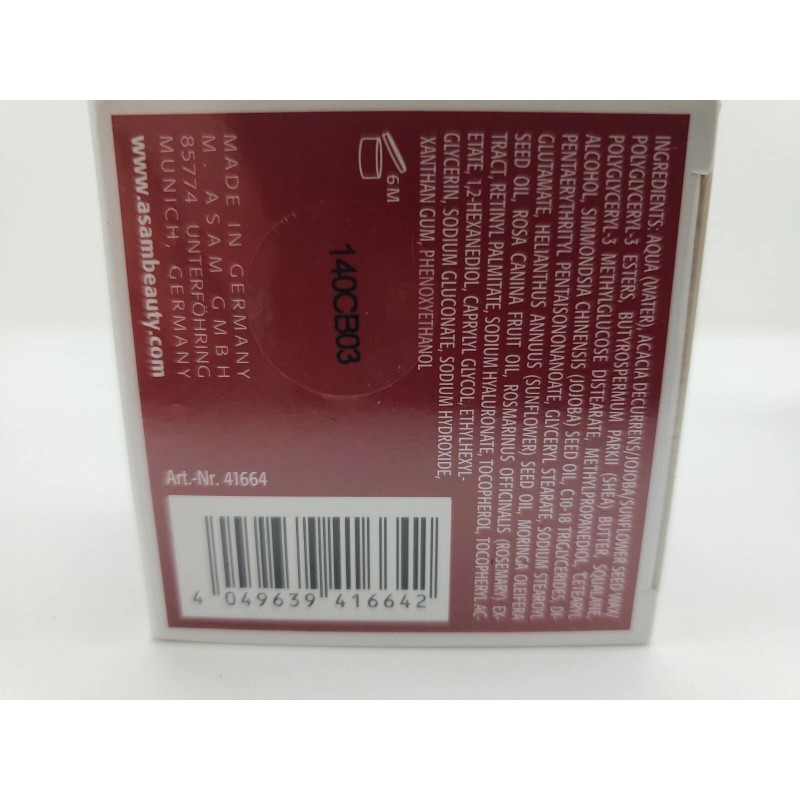 INGREDIENTS: AQUA (WATER), ACACIA DECURRENS/JOJOBA/SUNFLOWER SEED WAX/
POLYGLYCERYL-3 ESTERS, BUTYROSPERMUM PARKII (SHEA) BUTTER, SQUALANE,
POLYGLYCERYL-3 METHYLGLUCOSE DISTEARATE, METHYLPROPANEDIOL, CETEARYL
ALCOHOL, SIMMONDSIA CHINENSIS (JOJOBA) SEED OIL, C10-18 TRIGLYCERIDES, DI-
PENTAERYTHRITYL PENTAISONONANOATE, GLYCERYL STEARATE, SODIUM STEAROYL
GLUTAMATE, HELIANTHUS ANNUUS (SUNFLOWER) SEED OIL, MORINGA OLEIFERA
SEED OIL, ROSA CANINA FRUIT OIL, ROSMARINUS OFFICINALIS (ROSEMARY) EX-
TRACT, RETINYL PALMITATE, SODIUM HYALURONATE, TOCOPHEROL, TOCOPHERYL AC-
ETATE, 1,2-HEXANEDIOL, CAPRYLYL GLYCOL, ETHYLHEXYL-
GLYCERIN, SODIUM GLUCONATE, SODIUM HYDROXIDE,
XANTHAN GUM, PHENOXYETHANOL
6M
140CB03
MADE IN GERMANY
M. ASAM GMBH
85774 UNTERFÖHRING
MUNICH, GERMANY
www.asambeauty.com
Art.-Nr. 41664
4 049639 416642